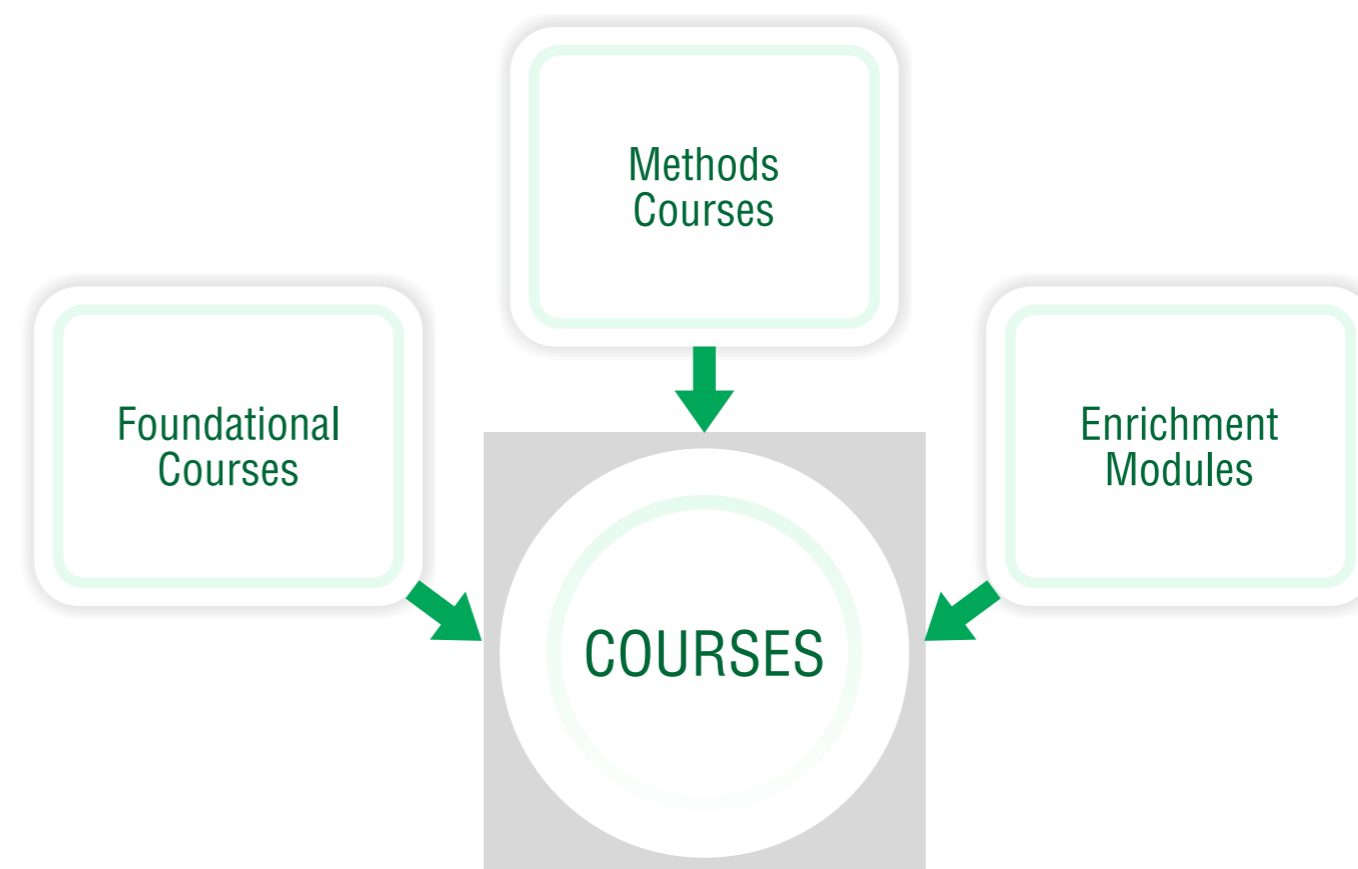 Methods
Courses
Foundational
Courses
Enrichment
Modules
COURSES